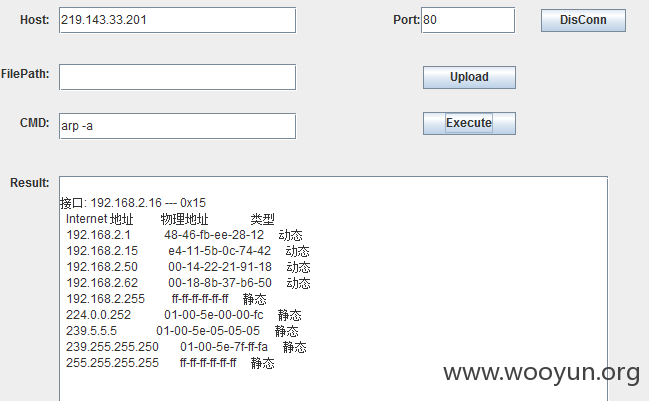 Host: 219.143.33.201 Port: 80 DisConn
FilePath: Upload
CMD: arp -a Execute
Result:
接口: 192.168.2.16 --- 0x15
Internet 地址 物理地址 类型
192.168.2.1 48-46-fb-ee-28-12 动态
192.168.2.15 e4-11-5b-0c-74-42 动态
192.168.2.50 00-14-22-21-91-18 动态
192.168.2.62 00-18-8b-37-b6-50 动态
192.168.2.255 ff-ff-ff-ff-ff-ff 静态
224.0.0.252 01-00-5e-00-00-fc 静态
239.5.5.5 01-00-5e-05-05-05 静态
239.255.255.250 01-00-5e-7f-ff-fa 静态
255.255.255.255 ff-ff-ff-ff-ff-ff 静态
www.wooyun.org